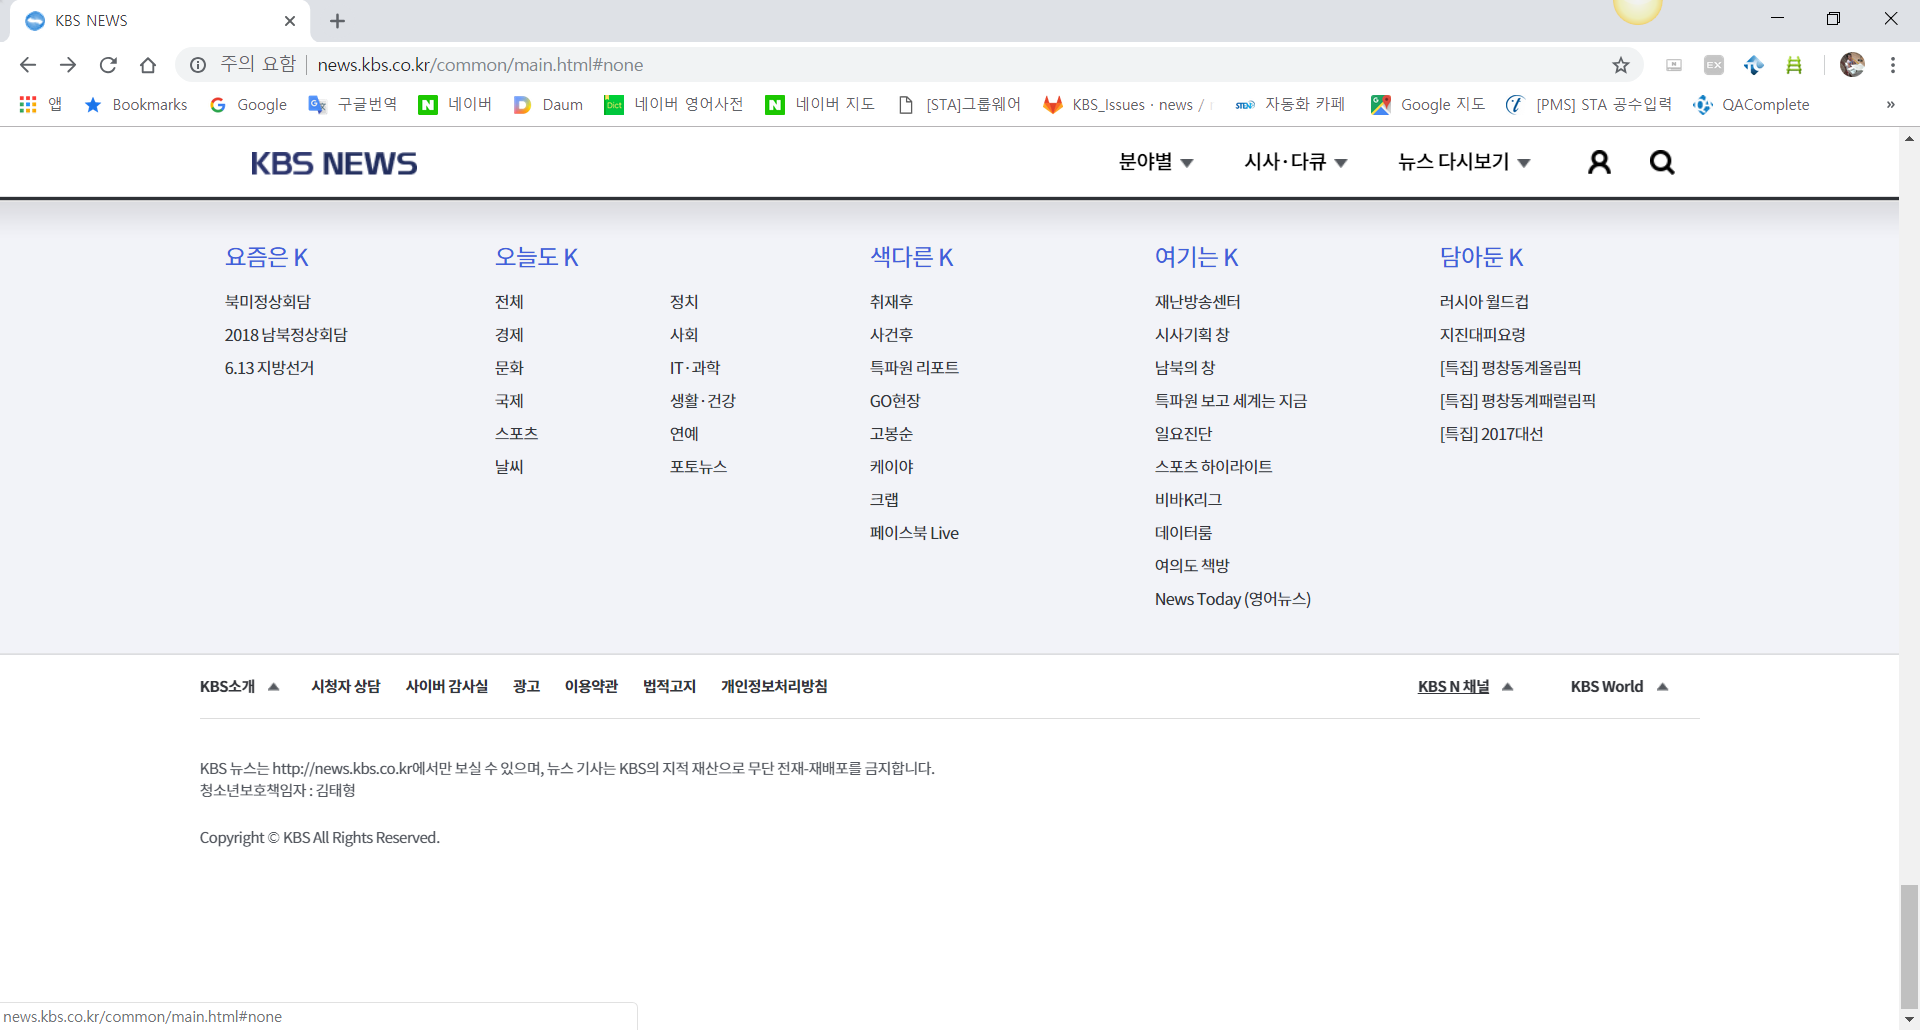 KBS NEWS
주의 요함 news.kbs.co.kr/common/main.html#none
앱 Bookmarks Google 구글번역 네이버 Daum 네이버 영어사전 네이버 지도 [STA]그룹웨어 KBS_Issues · news / 자동화 카페 Google 지도 [PMS] STA 공수입력 QAComplete »
KBS NEWS 분야별 시사·다큐 뉴스 다시보기
요즘은 K
북미정상회담
2018 남북정상회담
6.13 지방선거
오늘도 K
전체 정치
경제 사회
문화 IT·과학
국제 생활·건강
스포츠 연예
날씨 포토뉴스
색다른 K
취재후
사건후
특파원 리포트
GO현장
고봉순
케이야
크랩
페이스북 Live
여기는 K
재난방송센터
시사기획 창
남북의 창
특파원 보고 세계는 지금
일요진단
스포츠 하이라이트
비바K리그
데이터룸
여의도 책방
News Today (영어뉴스)
담아둔 K
러시아 월드컵
지진대피요령
[특집] 평창동계올림픽
[특집] 평창동계패럴림픽
[특집] 2017대선
KBS소개 시청자 상담 사이버 감사실 광고 이용약관 법적고지 개인정보처리방침 KBS N 채널 KBS World
KBS 뉴스는 http://news.kbs.co.kr에서만 보실 수 있으며, 뉴스 기사는 KBS의 지적 재산으로 무단 전재-재배포를 금지합니다.
청소년보호책임자 : 김태형
Copyright © KBS All Rights Reserved.
news.kbs.co.kr/common/main.html#none